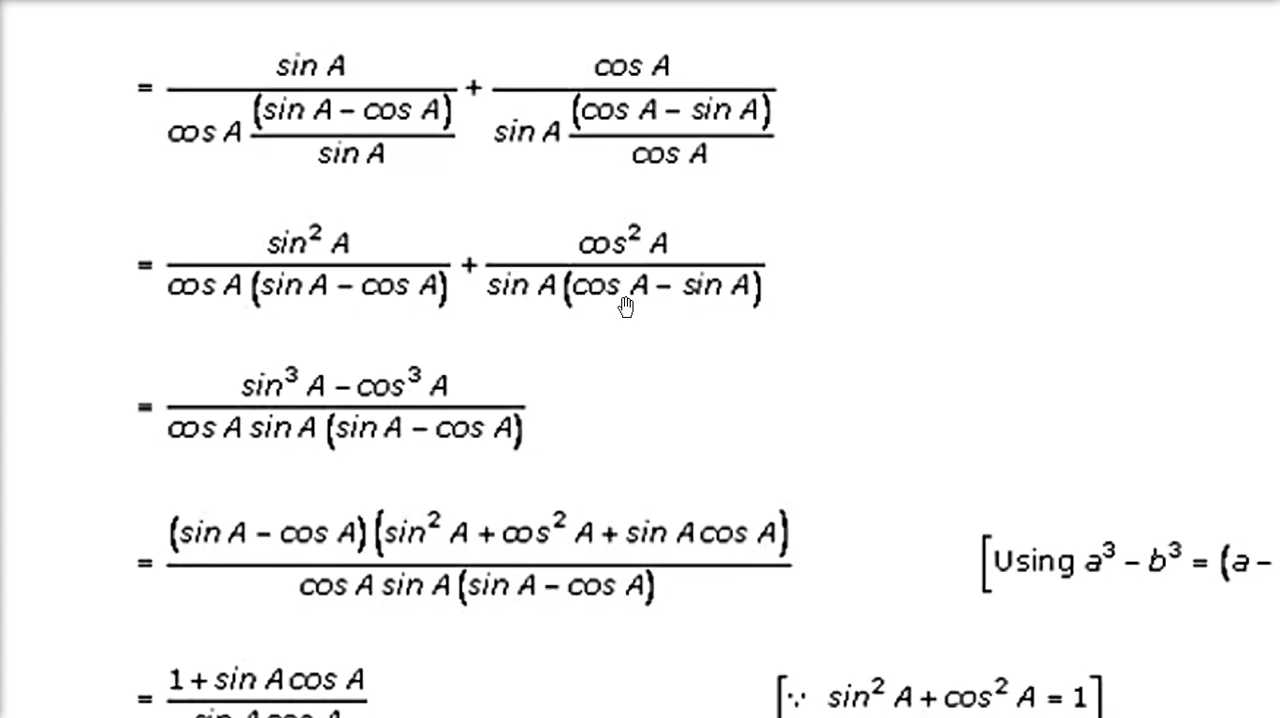 = sin A / (cos A (sin A − cos A) / sin A) + cos A / (sin A (cos A − sin A) / cos A)
= sin² A / (cos A (sin A − cos A)) + cos² A / (sin A (cos A − sin A))
= (sin³ A − cos³ A) / (cos A sin A (sin A − cos A))
= (sin A − cos A)(sin² A + cos² A + sin A cos A) / (cos A sin A (sin A − cos A)) [Using a³ − b³ = (a −
= (1 + sin A cos A) / (sin A cos A) [∵ sin² A + cos² A = 1]